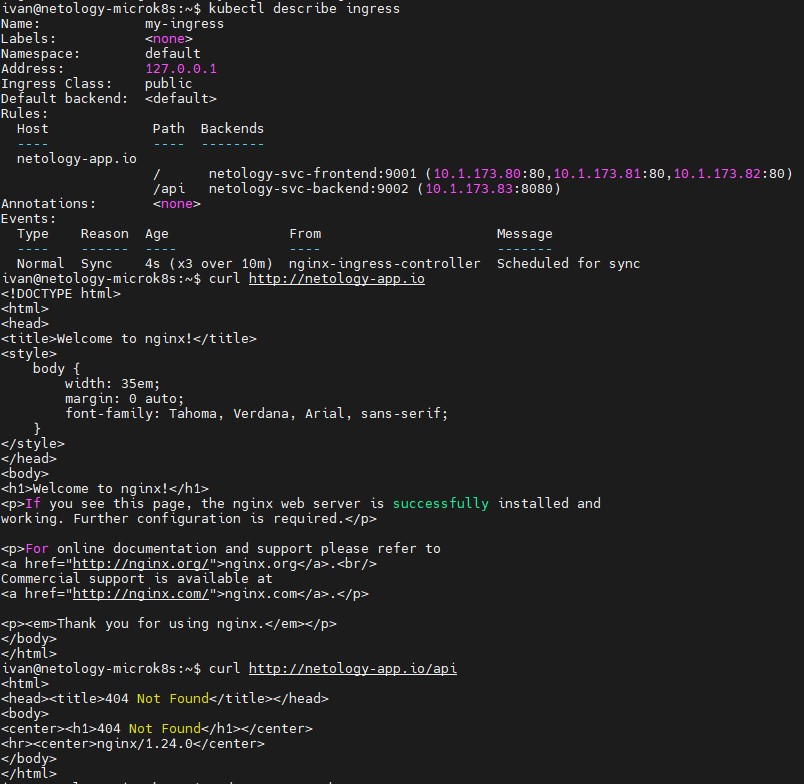 ivan@netology-microk8s:~$ kubectl describe ingress
Name:             my-ingress
Labels:           <none>
Namespace:        default
Address:          127.0.0.1
Ingress Class:    public
Default backend:  <default>
Rules:
  Host             Path  Backends
  ----             ----  --------
  netology-app.io
                   /      netology-svc-frontend:9001 (10.1.173.80:80,10.1.173.81:80,10.1.173.82:80)
                   /api   netology-svc-backend:9002 (10.1.173.83:8080)
Annotations:       <none>
Events:
  Type    Reason  Age               From                      Message
  ----    ------  ----              ----                      -------
  Normal  Sync    4s (x3 over 10m)  nginx-ingress-controller  Scheduled for sync
ivan@netology-microk8s:~$ curl http://netology-app.io
<!DOCTYPE html>
<html>
<head>
<title>Welcome to nginx!</title>
<style>
    body {
        width: 35em;
        margin: 0 auto;
        font-family: Tahoma, Verdana, Arial, sans-serif;
    }
</style>
</head>
<body>
<h1>Welcome to nginx!</h1>
<p>If you see this page, the nginx web server is successfully installed and
working. Further configuration is required.</p>

<p>For online documentation and support please refer to
<a href="http://nginx.org/">nginx.org</a>.<br/>
Commercial support is available at
<a href="http://nginx.com/">nginx.com</a>.</p>

<p><em>Thank you for using nginx.</em></p>
</body>
</html>
ivan@netology-microk8s:~$ curl http://netology-app.io/api
<html>
<head><title>404 Not Found</title></head>
<body>
<center><h1>404 Not Found</h1></center>
<hr><center>nginx/1.24.0</center>
</body>
</html>